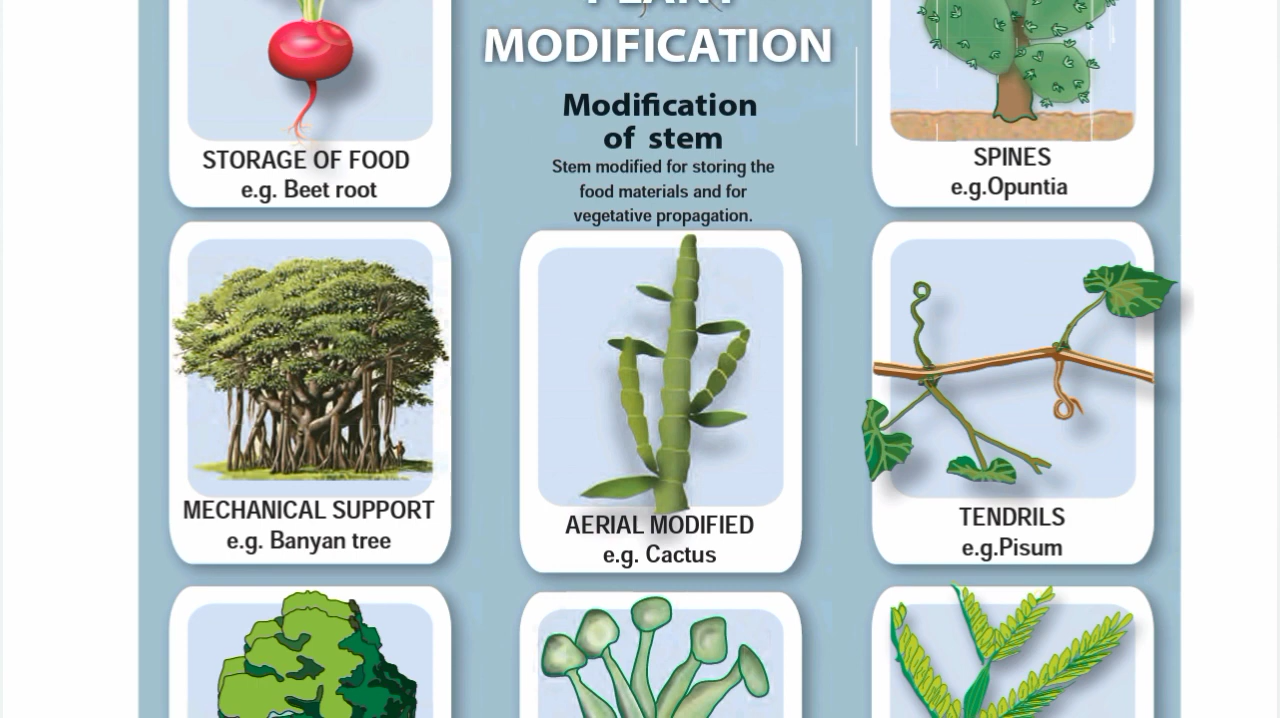 PLANT
MODIFICATION
Modification
of stem
Stem modified for storing the
food materials and for
vegetative propagation.
STORAGE OF FOOD
e.g. Beet root
SPINES
e.g.Opuntia
MECHANICAL SUPPORT
e.g. Banyan tree
AERIAL MODIFIED
e.g. Cactus
TENDRILS
e.g.Pisum